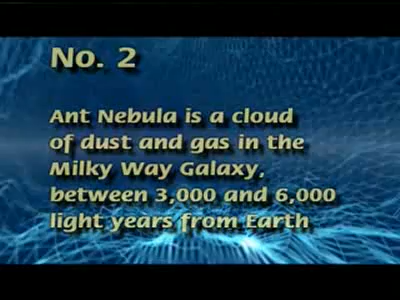 No. 2
Ant Nebula is a cloud
of dust and gas in the
Milky Way Galaxy,
between 3,000 and 6,000
light years from Earth